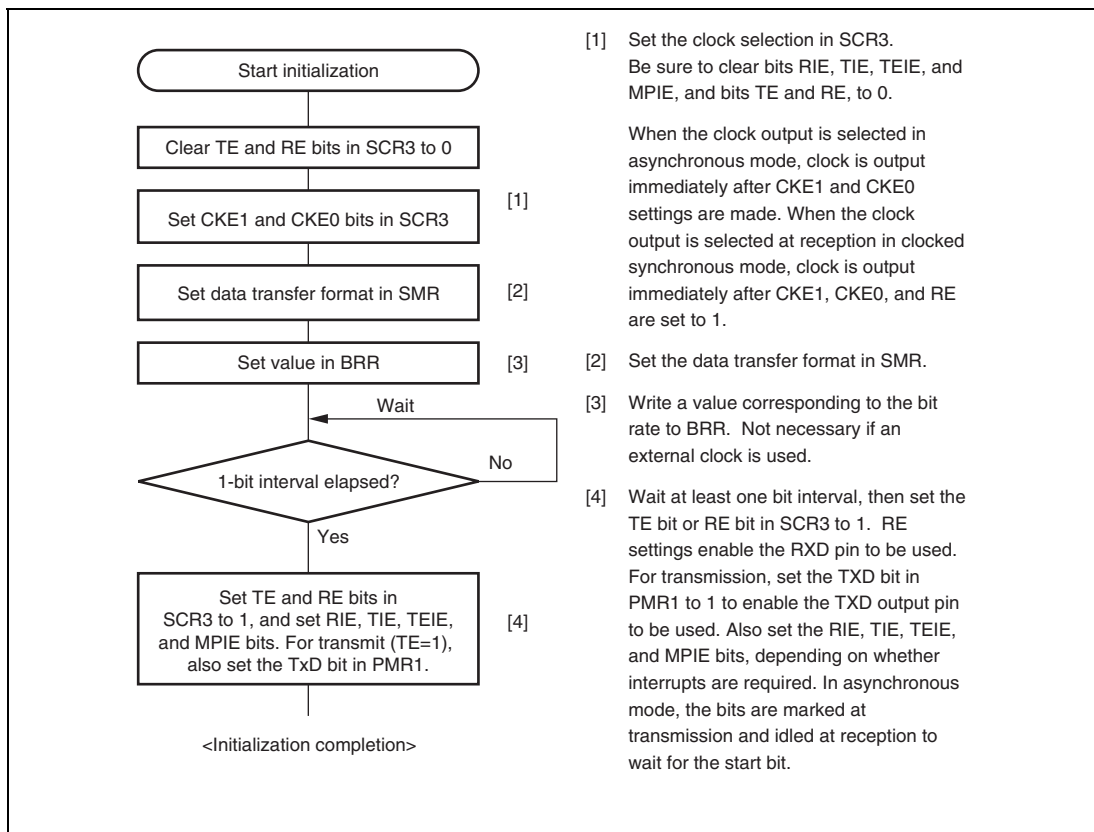 Start initialization
Clear TE and RE bits in SCR3 to 0
Set CKE1 and CKE0 bits in SCR3
[1]
Set data transfer format in SMR
[2]
Set value in BRR
[3]
Wait
1-bit interval elapsed?
No
Yes
Set TE and RE bits in
SCR3 to 1, and set RIE, TIE, TEIE,
and MPIE bits. For transmit (TE=1),
also set the TxD bit in PMR1.
[4]
<Initialization completion>
[1] Set the clock selection in SCR3.
Be sure to clear bits RIE, TIE, TEIE, and
MPIE, and bits TE and RE, to 0.
When the clock output is selected in
asynchronous mode, clock is output
immediately after CKE1 and CKE0
settings are made. When the clock
output is selected at reception in clocked
synchronous mode, clock is output
immediately after CKE1, CKE0, and RE
are set to 1.
[2] Set the data transfer format in SMR.
[3] Write a value corresponding to the bit
rate to BRR. Not necessary if an
external clock is used.
[4] Wait at least one bit interval, then set the
TE bit or RE bit in SCR3 to 1. RE
settings enable the RXD pin to be used.
For transmission, set the TXD bit in
PMR1 to 1 to enable the TXD output pin
to be used. Also set the RIE, TIE, TEIE,
and MPIE bits, depending on whether
interrupts are required. In asynchronous
mode, the bits are marked at
transmission and idled at reception to
wait for the start bit.